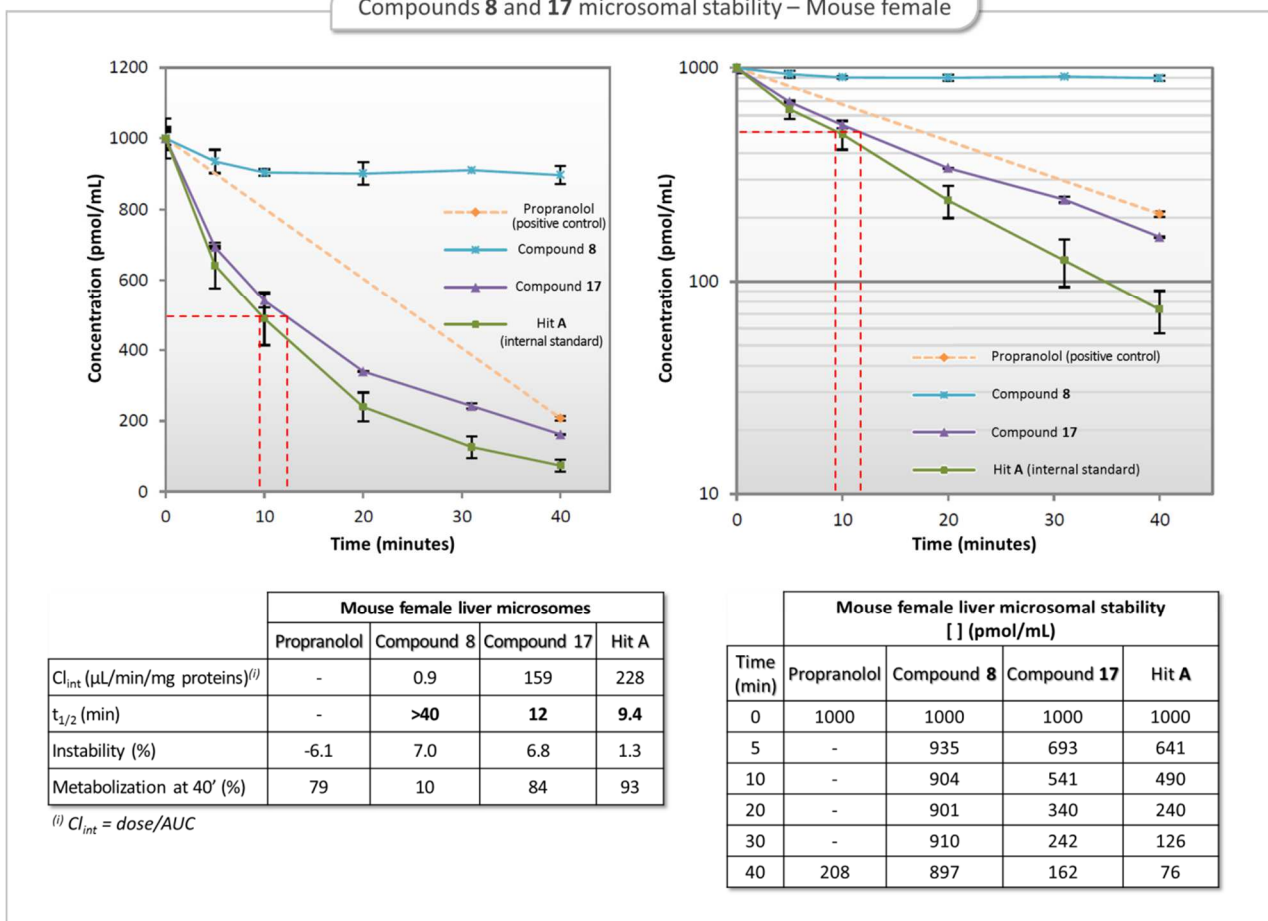 Compounds 8 and 17 microsomal stability – Mouse female
Concentration (pmol/mL)
1200
1000
800
600
400
200
0
0 10 20 30 40
Time (minutes)
Propranolol
(positive control)
Compound 8
Compound 17
Hit A
(internal standard)
Concentration (pmol/mL)
1000
100
10
0 10 20 30 40
Time (minutes)
Propranolol (positive control)
Compound 8
Compound 17
Hit A (internal standard)
Mouse female liver microsomes
Propranolol Compound 8 Compound 17 Hit A
Cl_int (µL/min/mg proteins)(i) - 0.9 159 228
t1/2 (min) - >40 12 9.4
Instability (%) -6.1 7.0 6.8 1.3
Metabolization at 40’ (%) 79 10 84 93
(i) Cl_int = dose/AUC
Mouse female liver microsomal stability
[ ] (pmol/mL)
Time
(min) Propranolol Compound 8 Compound 17 Hit A
0 1000 1000 1000 1000
5 - 935 693 641
10 - 904 541 490
20 - 901 340 240
30 - 910 242 126
40 208 897 162 76